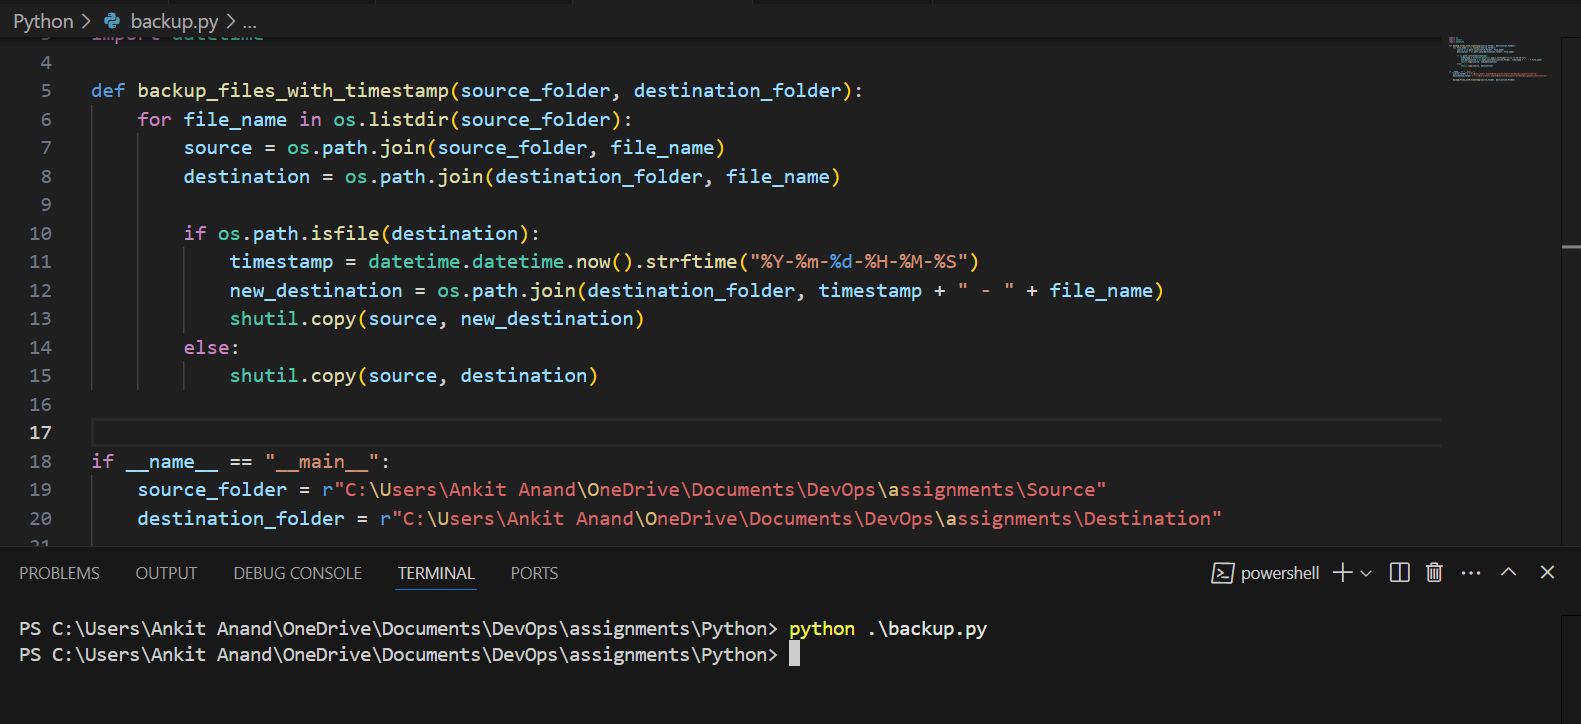 Python > backup.py > ...
3 import datetime
4
5 def backup_files_with_timestamp(source_folder, destination_folder):
6     for file_name in os.listdir(source_folder):
7         source = os.path.join(source_folder, file_name)
8         destination = os.path.join(destination_folder, file_name)
9
10         if os.path.isfile(destination):
11             timestamp = datetime.datetime.now().strftime("%Y-%m-%d-%H-%M-%S")
12             new_destination = os.path.join(destination_folder, timestamp + " - " + file_name)
13             shutil.copy(source, new_destination)
14         else:
15             shutil.copy(source, destination)
16
17
18 if __name__ == "__main__":
19     source_folder = r"C:\Users\Ankit Anand\OneDrive\Documents\DevOps\assignments\Source"
20     destination_folder = r"C:\Users\Ankit Anand\OneDrive\Documents\DevOps\assignments\Destination"
21
PROBLEMS OUTPUT DEBUG CONSOLE TERMINAL PORTS powershell
PS C:\Users\Ankit Anand\OneDrive\Documents\DevOps\assignments\Python> python .\backup.py
PS C:\Users\Ankit Anand\OneDrive\Documents\DevOps\assignments\Python>